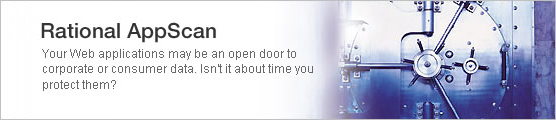 Rational AppScan
Your Web applications may be an open door to
corporate or consumer data. Isn't it about time you
protect them?